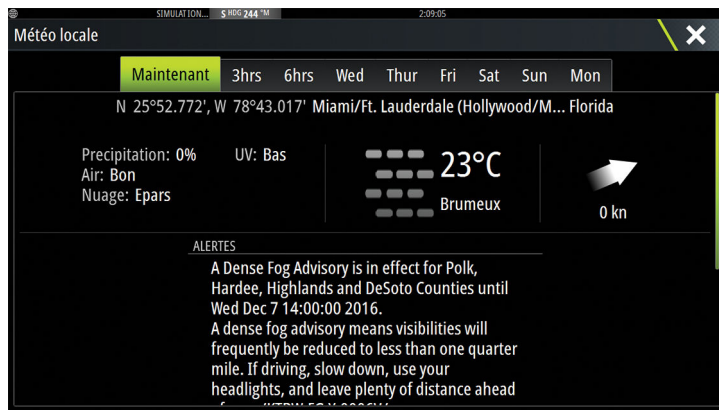 SIMULATION... S HDG 244 °M 2:09:05
Météo locale
Maintenant 3hrs 6hrs Wed Thur Fri Sat Sun Mon
N 25°52.772', W 78°43.017' Miami/Ft. Lauderdale (Hollywood/M... Florida
Precipitation: 0% UV: Bas
Air: Bon
Nuage: Epars
23°C
Brumeux
0 kn
ALERTES
A Dense Fog Advisory is in effect for Polk,
Hardee, Highlands and DeSoto Counties until
Wed Dec 7 14:00:00 2016.
A dense fog advisory means visibilities will
frequently be reduced to less than one quarter
mile. If driving, slow down, use your
headlights, and leave plenty of distance ahead